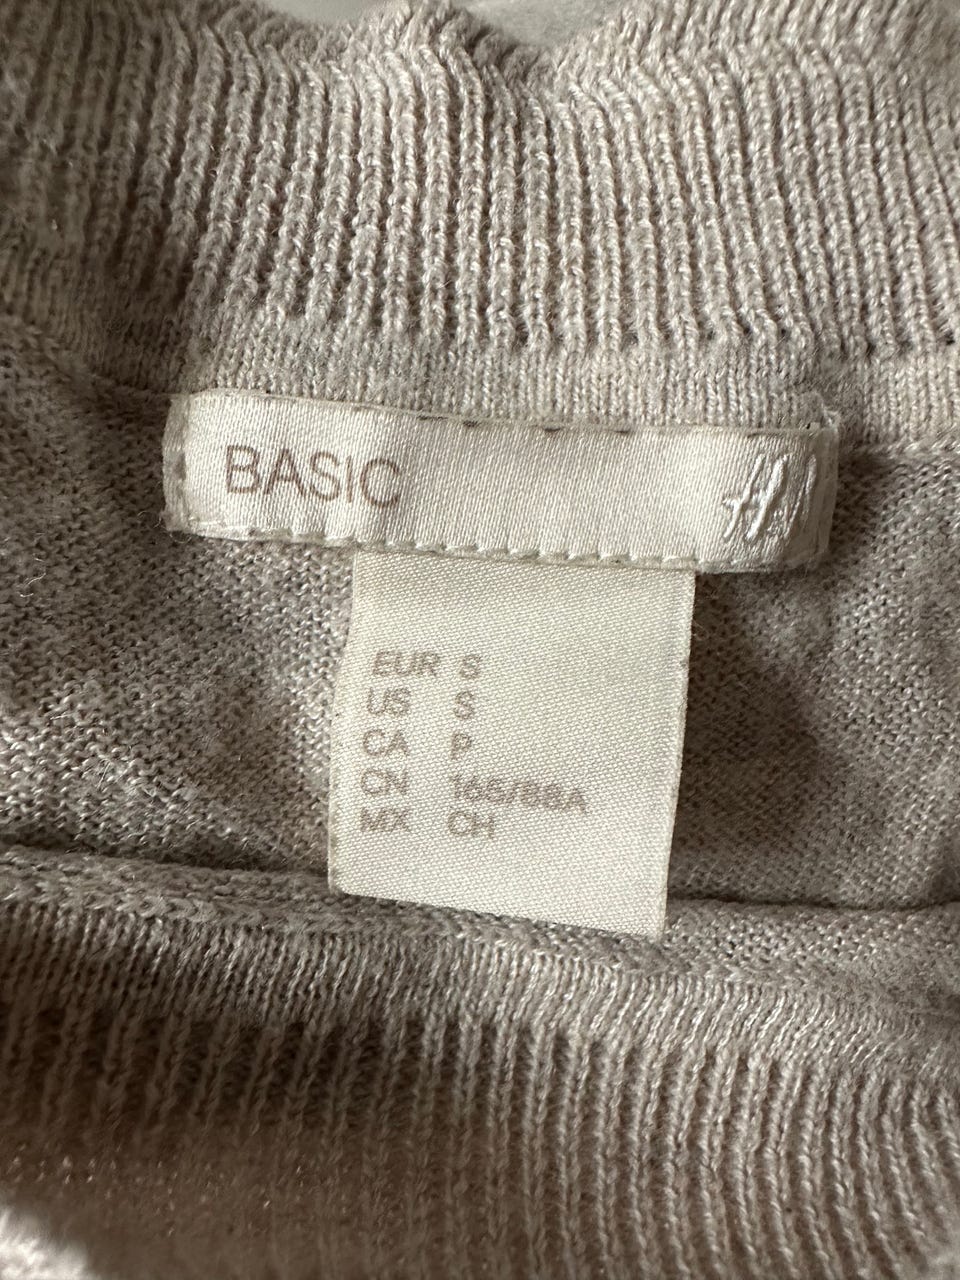 BASIC H&M
EUR S
US S
CA P
CN 165/88A
MX CH